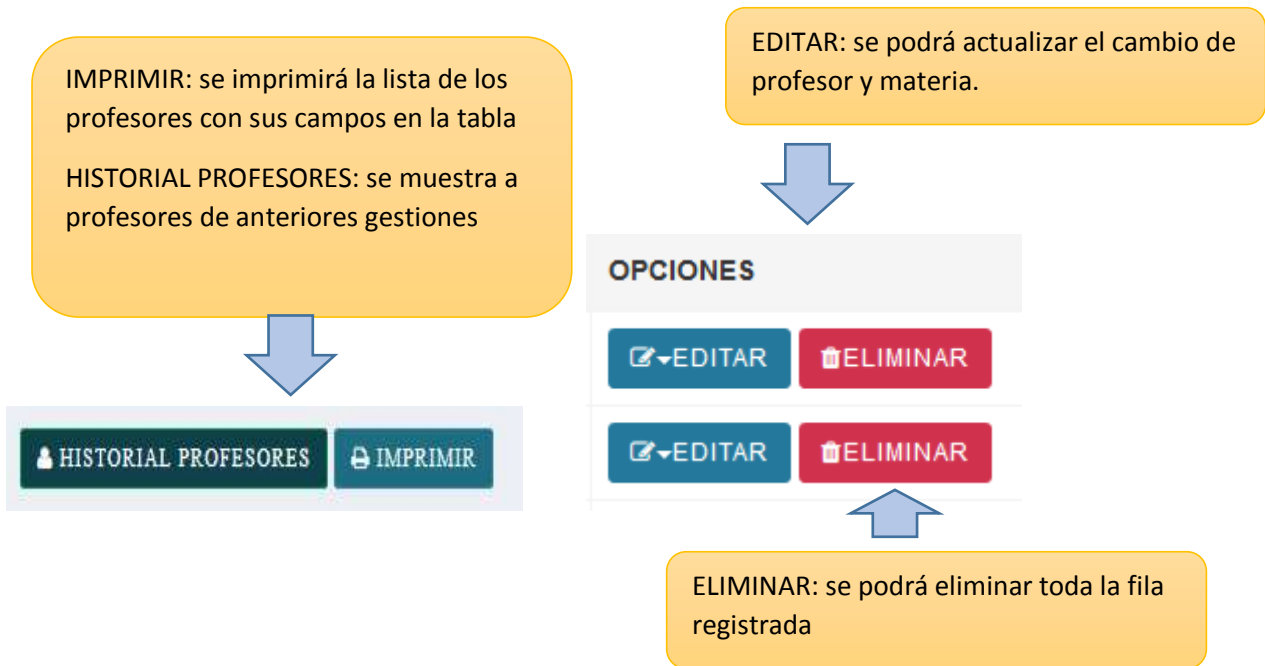 IMPRIMIR: se imprimirá la lista de los
profesores con sus campos en la tabla
HISTORIAL PROFESORES: se muestra a
profesores de anteriores gestiones
HISTORIAL PROFESORES IMPRIMIR
EDITAR: se podrá actualizar el cambio de
profesor y materia.
OPCIONES
EDITAR ELIMINAR
EDITAR ELIMINAR
ELIMINAR: se podrá eliminar toda la fila
registrada